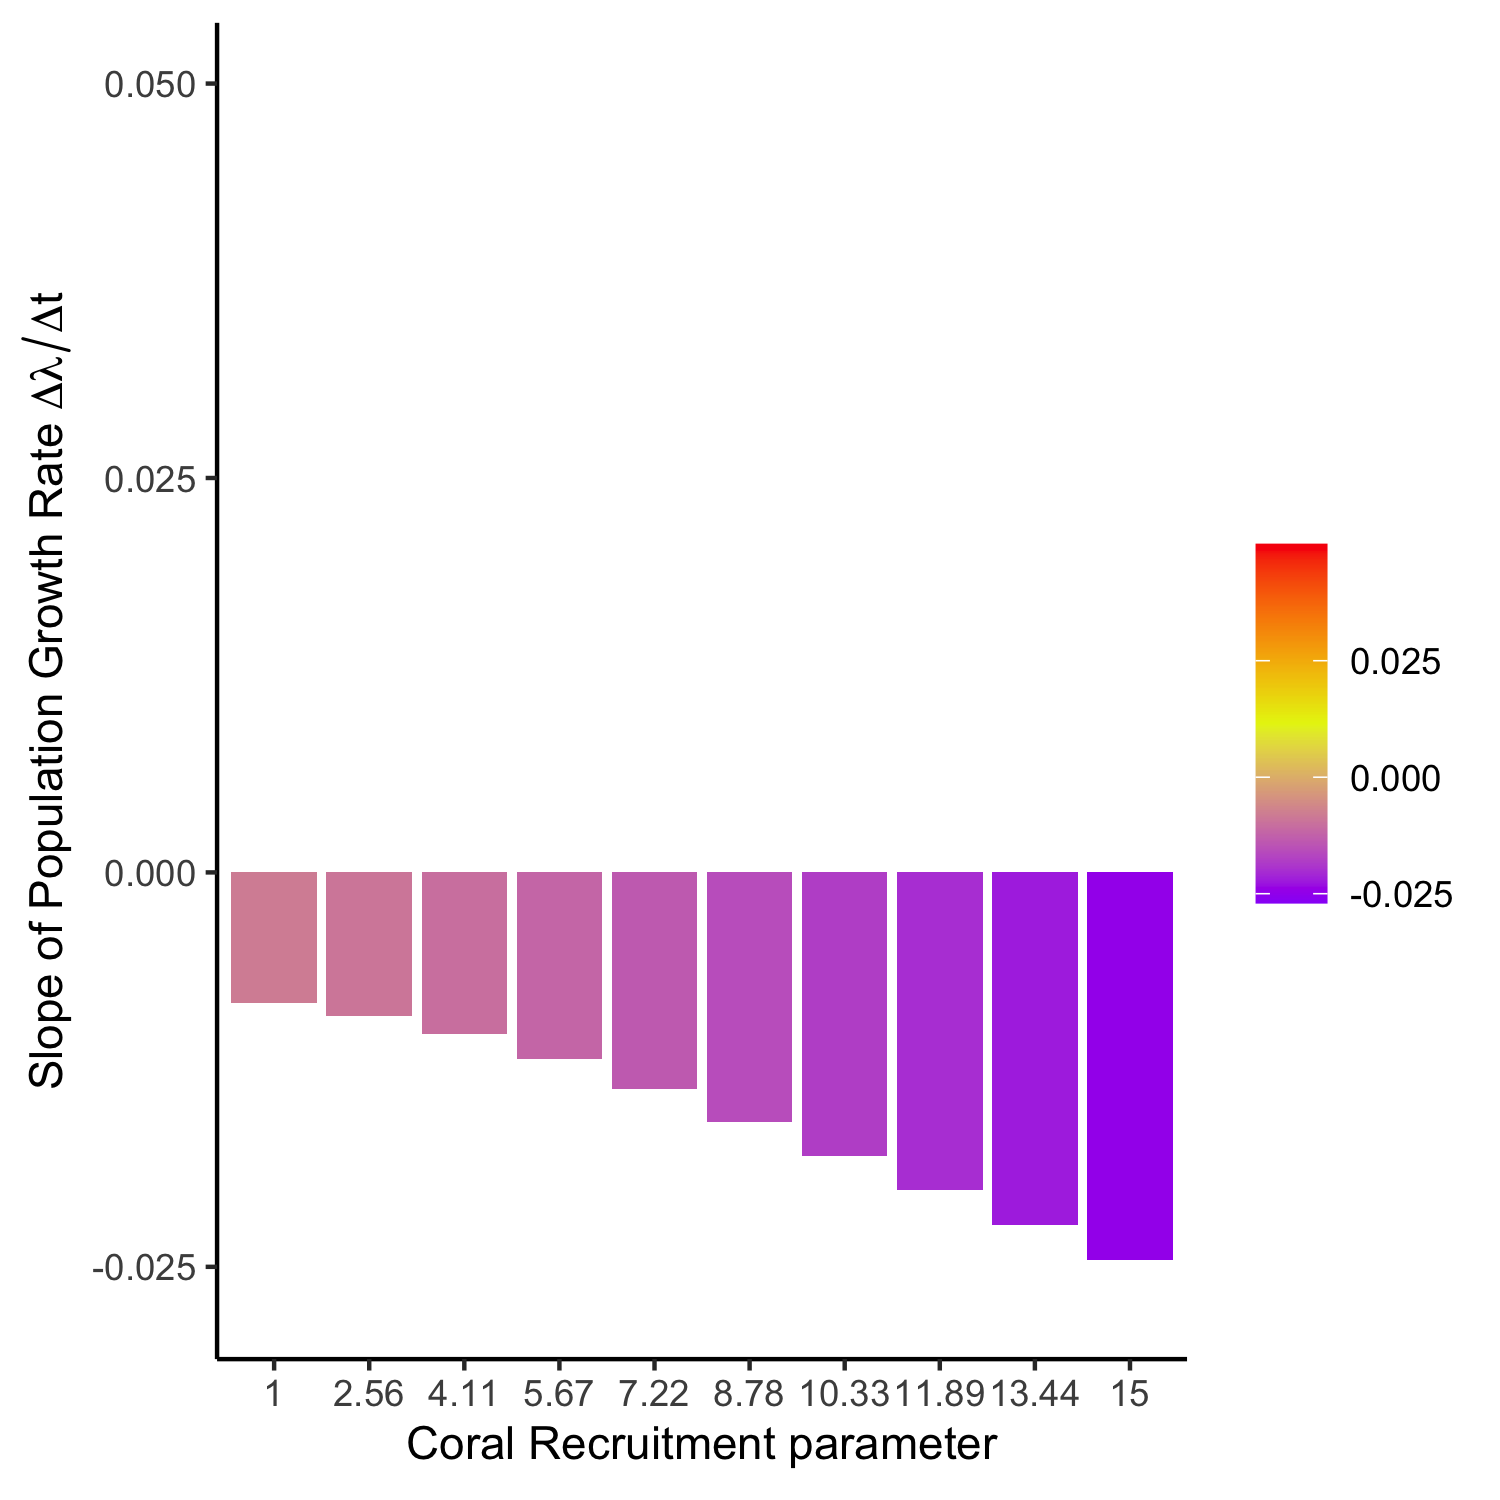 Slope of Population Growth Rate Δλ/Δt
0.050
0.025
0.000
-0.025
1 2.56 4.11 5.67 7.22 8.78 10.33 11.89 13.44 15
Coral Recruitment parameter
0.025
0.000
-0.025